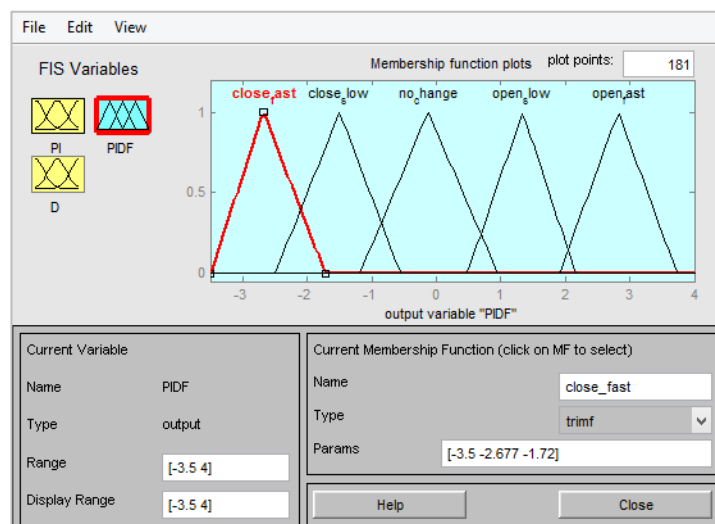 File Edit View
FIS Variables
Membership function plots plot points: 181
PI PIDF
D
close_fast close_slow no_change open_slow open_fast
1
0.5
0
-3 -2 -1 0 1 2 3 4
output variable "PIDF"
Current Variable
Name PIDF
Type output
Range [-3.5 4]
Display Range [-3.5 4]
Current Membership Function (click on MF to select)
Name close_fast
Type trimf
Params [-3.5 -2.677 -1.72]
Help Close